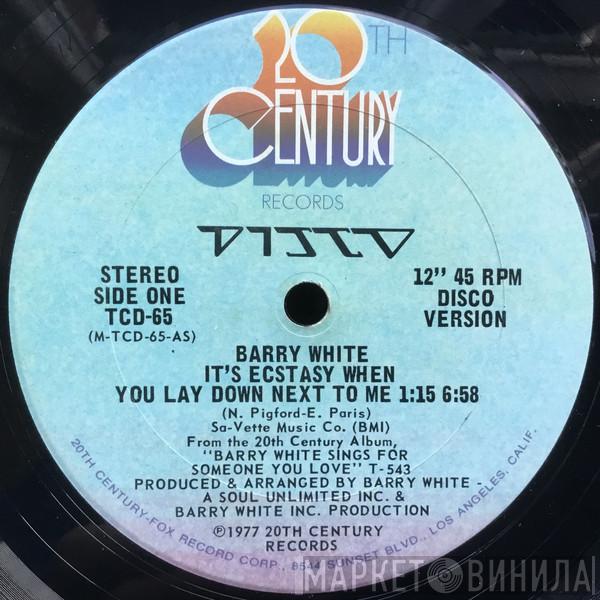 20TH
CENTURY
RECORDS
DISCO
STEREO
SIDE ONE
TCD-65
(M-TCD-65-AS)
12" 45 RPM
DISCO
VERSION
BARRY WHITE
IT'S ECSTASY WHEN
YOU LAY DOWN NEXT TO ME 1:15 6:58
(N. Pigford-E. Paris)
Sa-Vette Music Co. (BMI)
From the 20th Century Album,
"BARRY WHITE SINGS FOR
SOMEONE YOU LOVE" T-543
PRODUCED & ARRANGED BY BARRY WHITE -
A SOUL UNLIMITED INC. &
BARRY WHITE INC. PRODUCTION
℗1977 20TH CENTURY
RECORDS
20TH CENTURY-FOX RECORD CORP., 8544 SUNSET BLVD., LOS ANGELES, CALIF.
МАРКЕТ ВИНИЛА